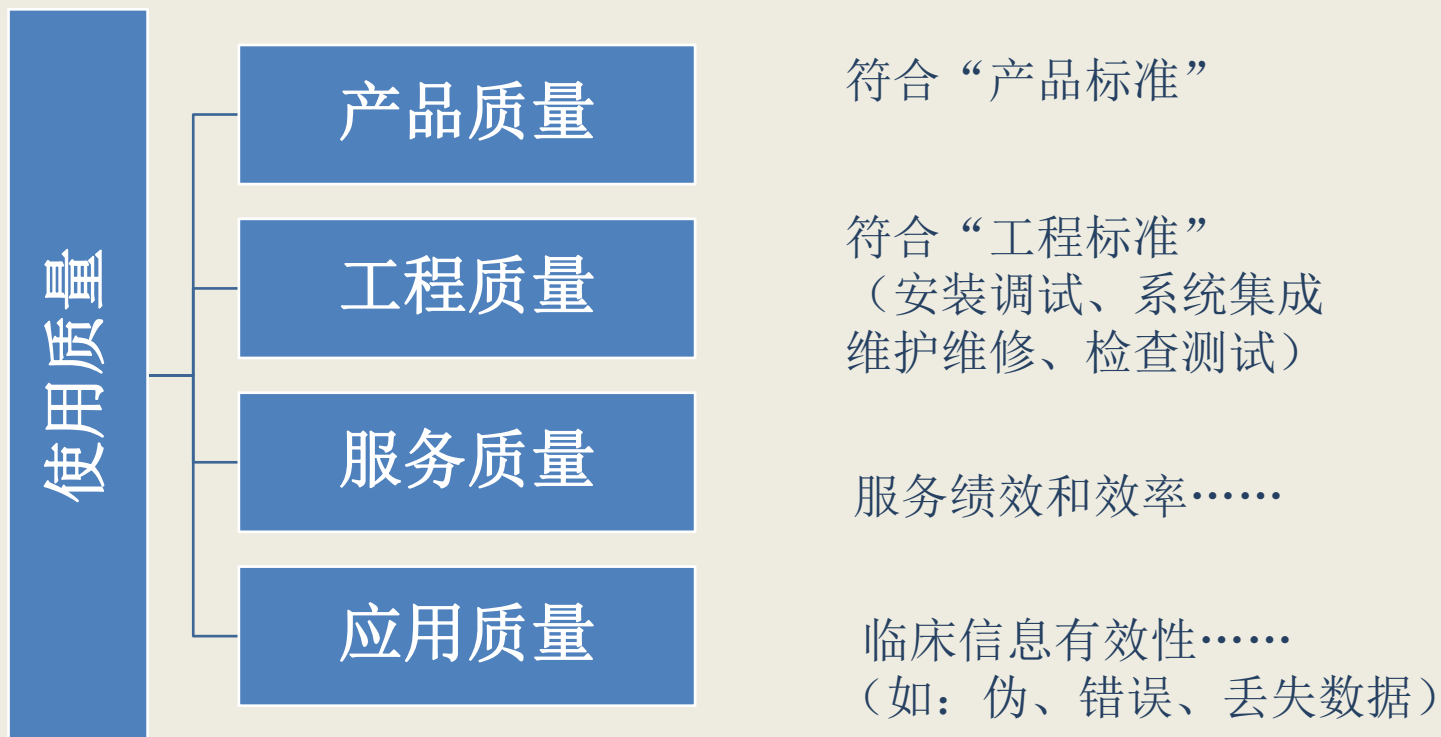 使用质量
产品质量
符合“产品标准”
工程质量
符合“工程标准”
（安装调试、系统集成
维护维修、检查测试）
服务质量
服务绩效和效率……
应用质量
临床信息有效性……
（如：伪、错误、丢失数据）